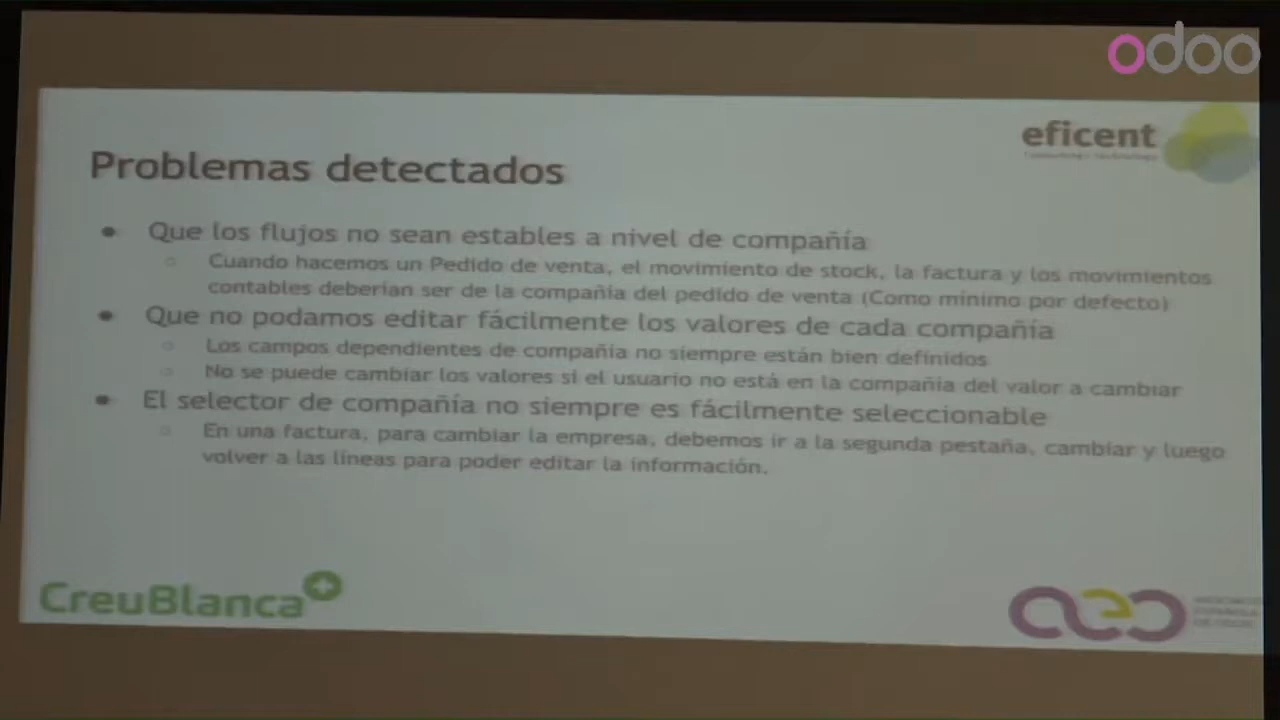 odoo
eficent
Problemas detectados
● Que los flujos no sean estables a nivel de compañía
○ Cuando hacemos un Pedido de venta, el movimiento de stock, la factura y los movimientos
contables deberían ser de la compañía del pedido de venta (Como mínimo por defecto)
● Que no podamos editar fácilmente los valores de cada compañía
○ Los campos dependientes de compañía no siempre están bien definidos
○ No se puede cambiar los valores si el usuario no está en la compañía del valor a cambiar
● El selector de compañía no siempre es fácilmente seleccionable
○ En una factura, para cambiar la empresa, debemos ir a la segunda pestaña, cambiar y luego
volver a las líneas para poder editar la información.
CreuBlanca
aeo